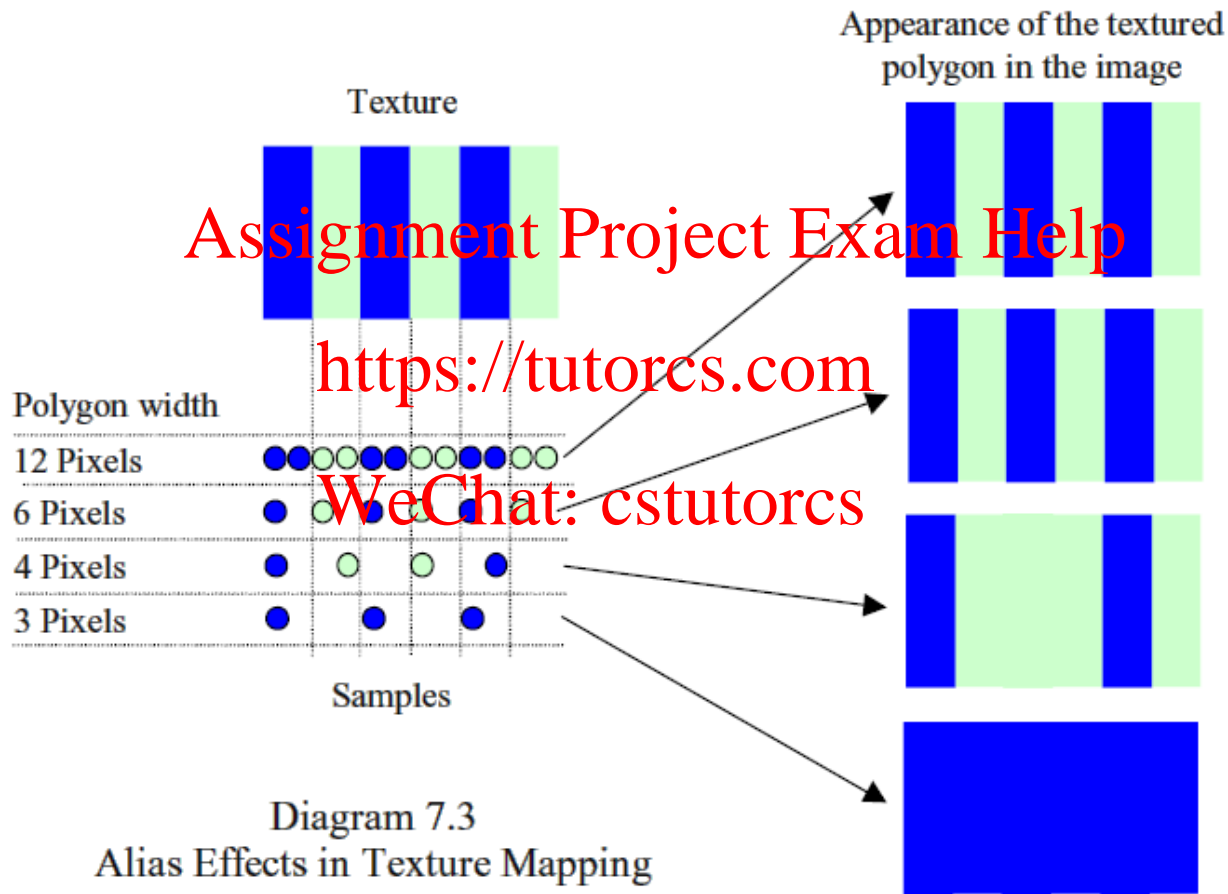 Appearance of the textured
polygon in the image
Texture
Assignment Project Exam Help
https://tutorcs.com
Polygon width
12 Pixels
6 Pixels
WeChat: cstutorcs
4 Pixels
3 Pixels
Samples
Diagram 7.3
Alias Effects in Texture Mapping